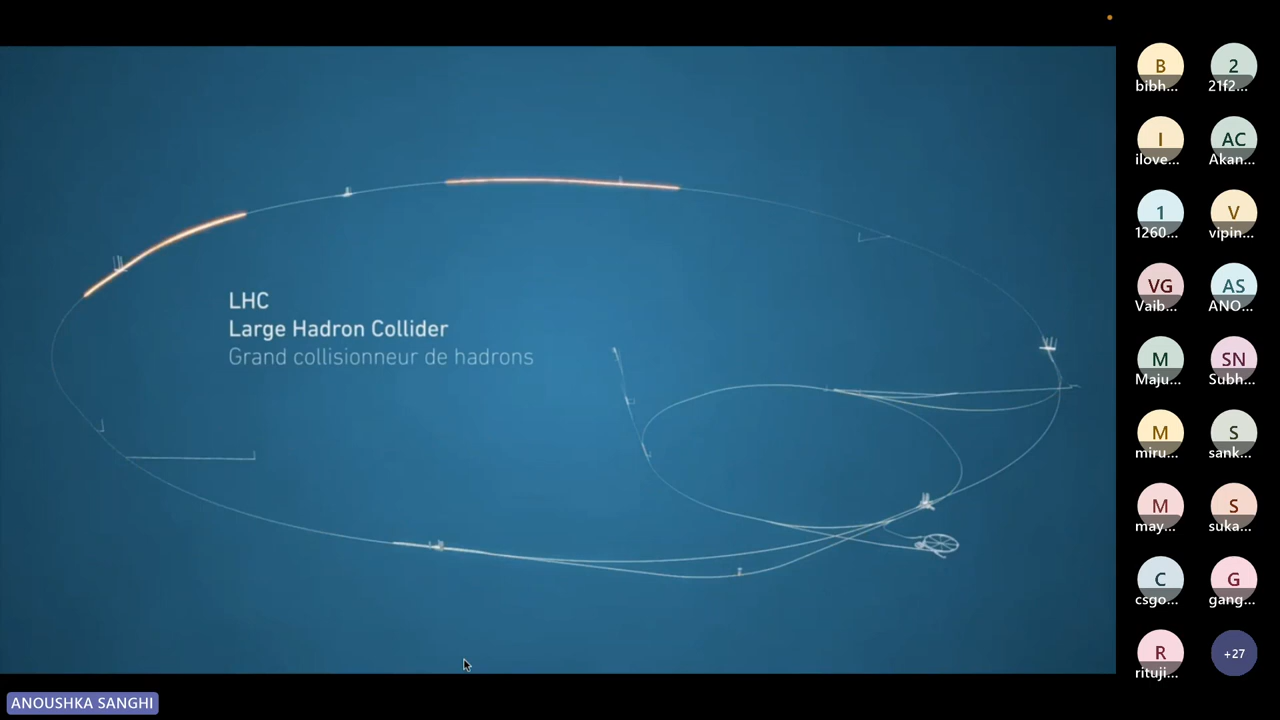 LHC
Large Hadron Collider
Grand collisionneur de hadrons
B
bibh...
2
21f2...
I
ilove...
AC
Akan...
1
1260...
V
vipin...
VG
Vaib...
AS
ANO...
M
Maju...
SN
Subh...
M
miru...
S
sank...
M
may...
S
suka...
C
csgo...
G
gang...
R
rituji...
+27
ANOUSHKA SANGHI